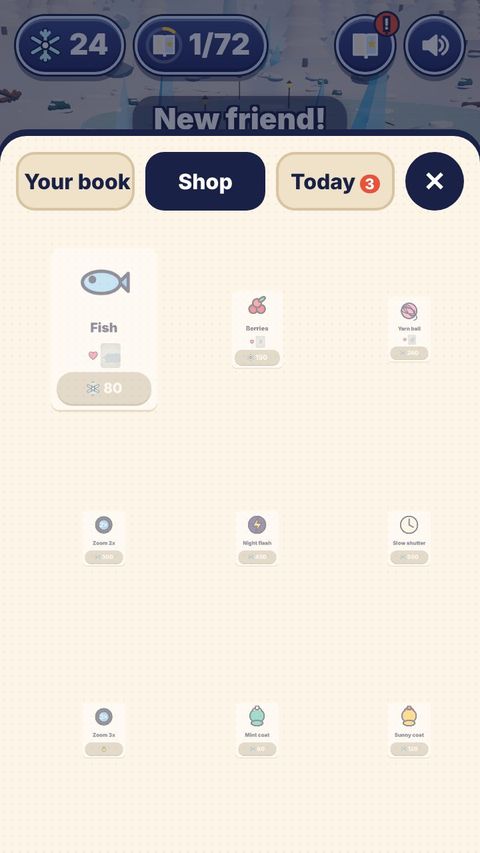 24
1/72
!
New friend!
Your book
Shop
Today 3
×
Fish
80
Berries
Yarn ball
Zoom 2x
Night flash
Slow shutter
Zoom 3x
Mint coat
Sunny coat